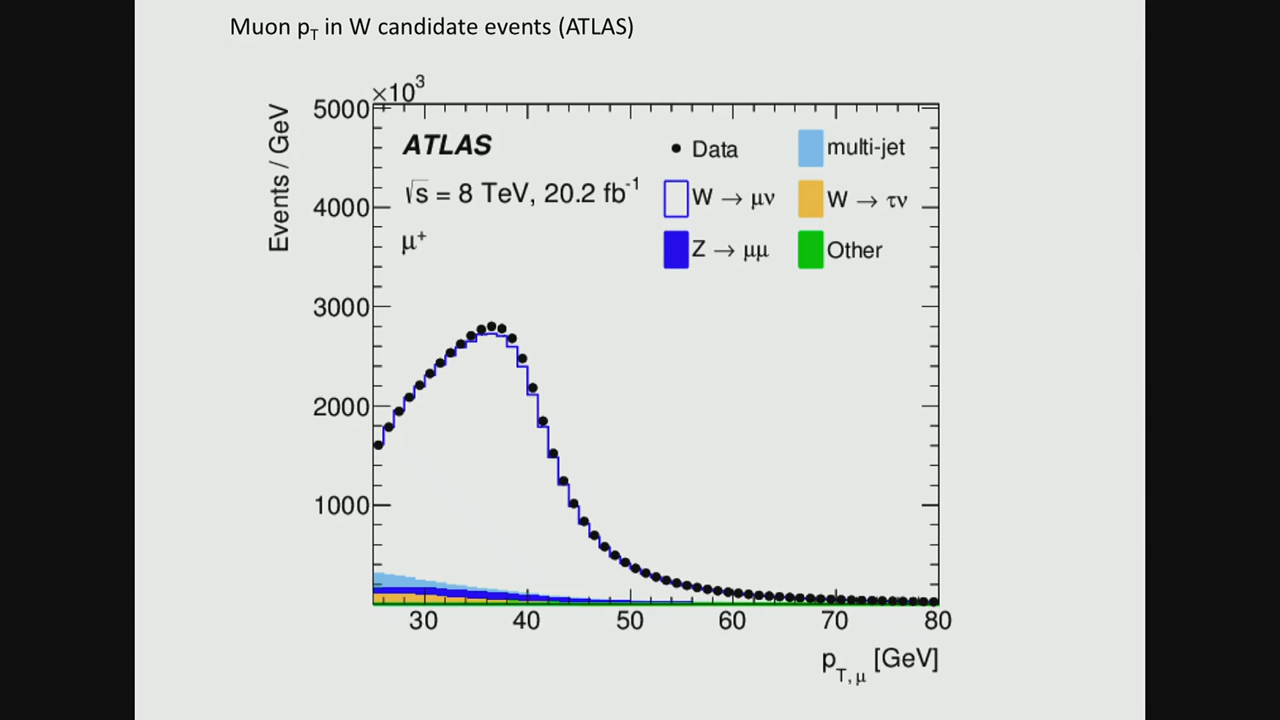 Muon pT in W candidate events (ATLAS)
×10³
5000
4000
3000
2000
1000
Events / GeV
ATLAS
√s = 8 TeV, 20.2 fb⁻¹
μ⁺
Data
W → μν
Z → μμ
multi-jet
W → τν
Other
30 40 50 60 70 80
pT,μ [GeV]